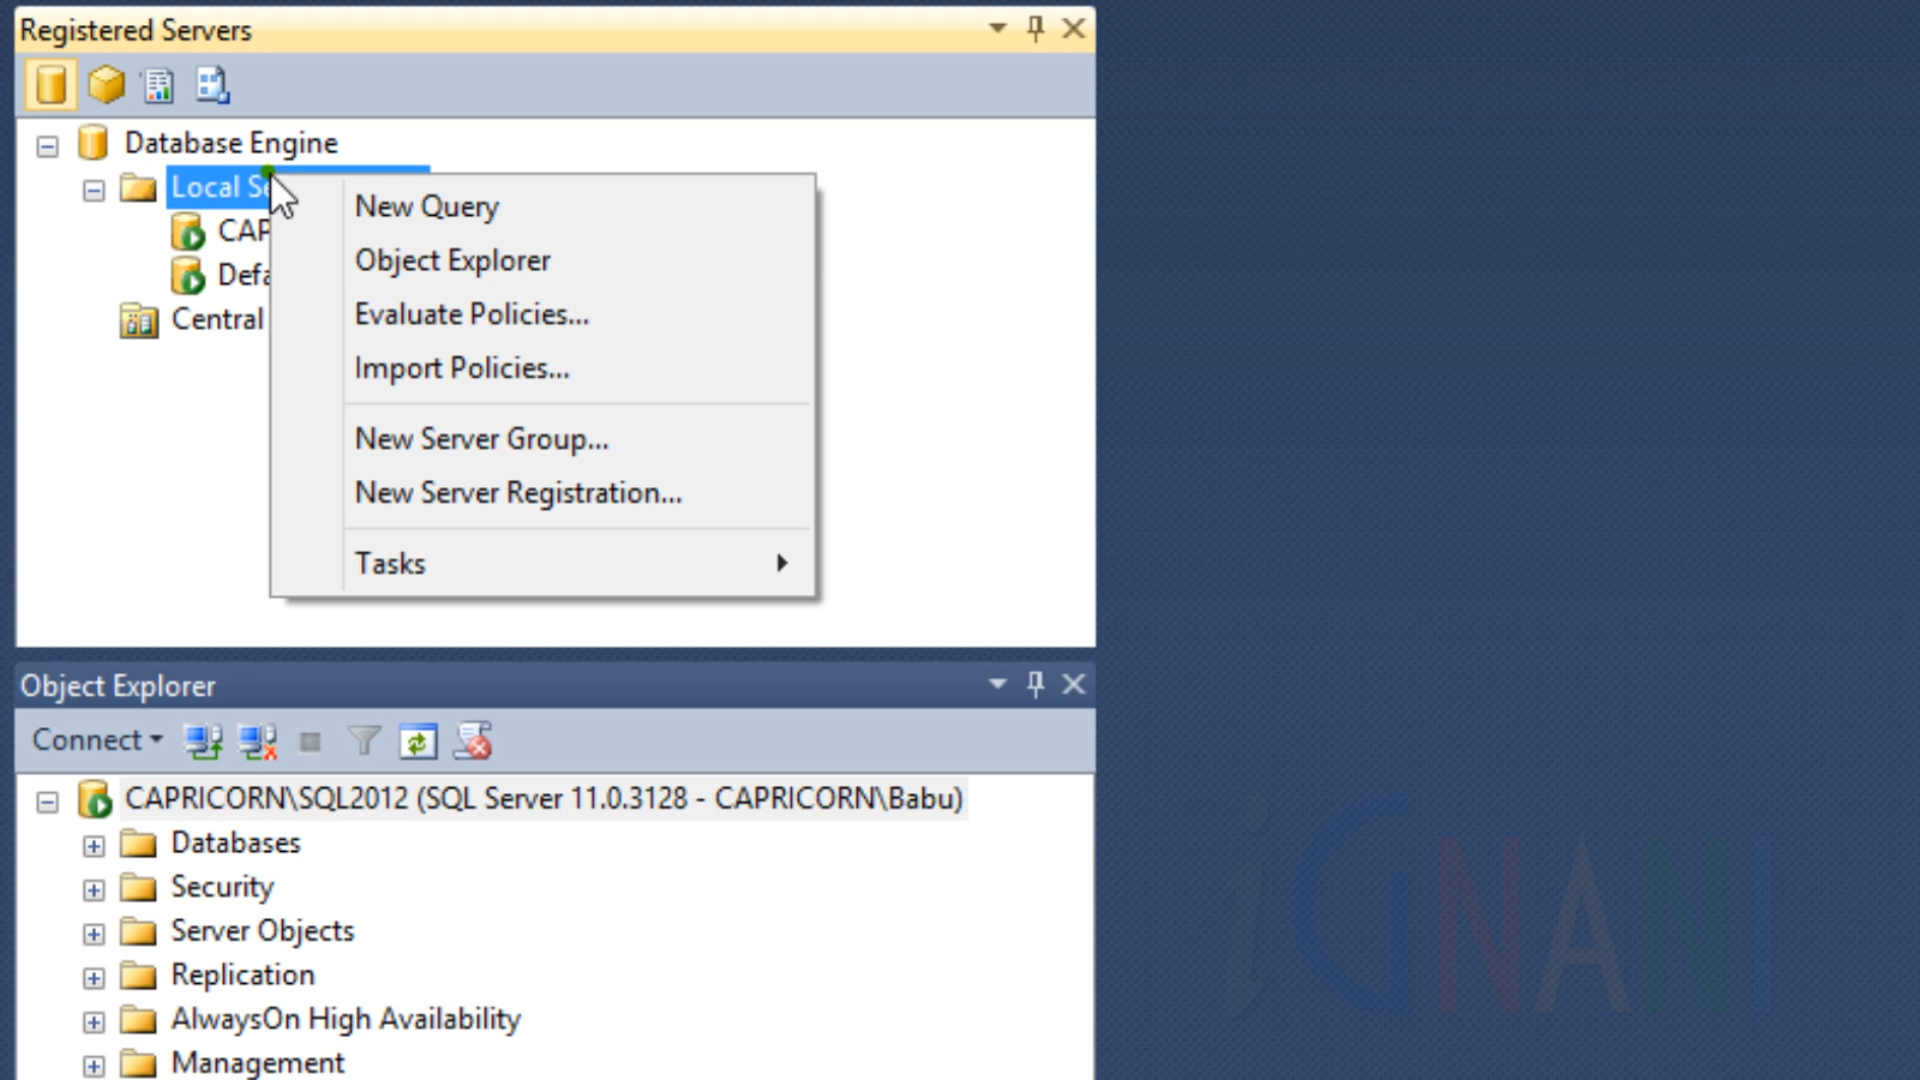 Registered Servers
Database Engine
Local
New Query
Object Explorer
Evaluate Policies...
Central
Import Policies...
New Server Group...
New Server Registration...
Tasks
Object Explorer
Connect
CAPRICORN\SQL2012 (SQL Server 11.0.3128 - CAPRICORN\Babu)
Databases
Security
Server Objects
Replication
AlwaysOn High Availability
Management
iGNANI